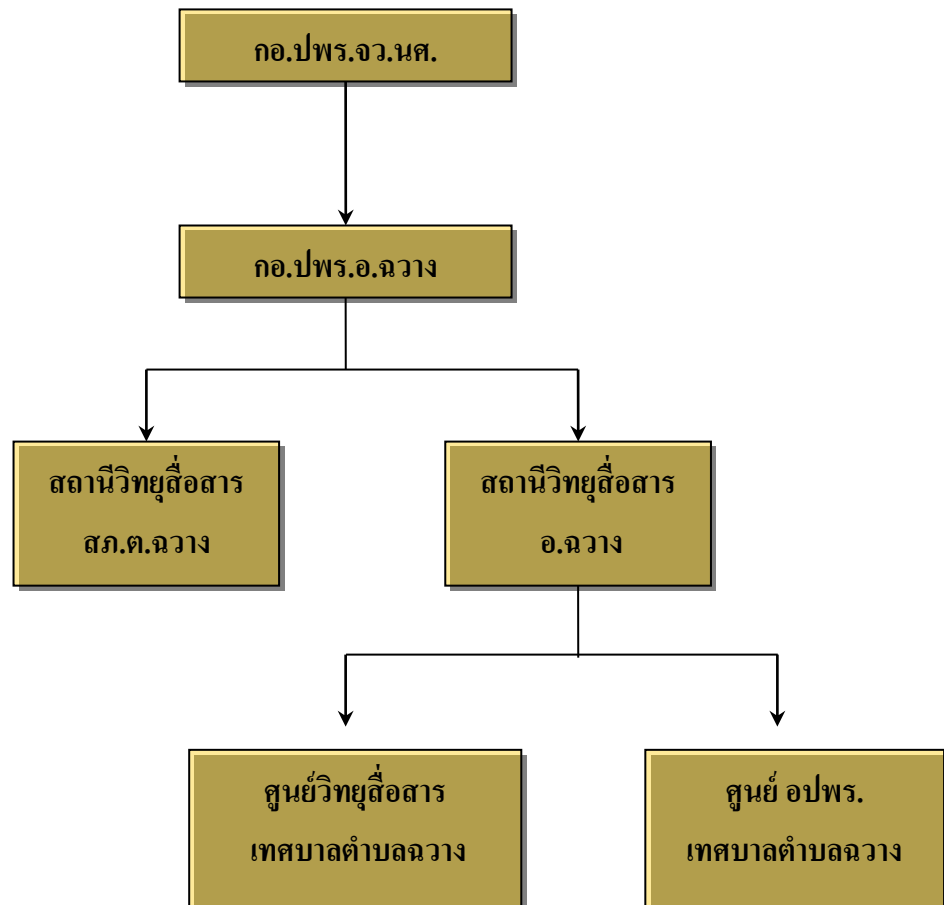 กอ.ปพร.จว.นศ.
กอ.ปพร.อ.ฉวาง
สถานีวิทยุสื่อสาร
สภ.ต.ฉวาง
สถานีวิทยุสื่อสาร
อ.ฉวาง
ศูนย์วิทยุสื่อสาร
เทศบาลตำบลฉวาง
ศูนย์ อปพร.
เทศบาลตำบลฉวาง